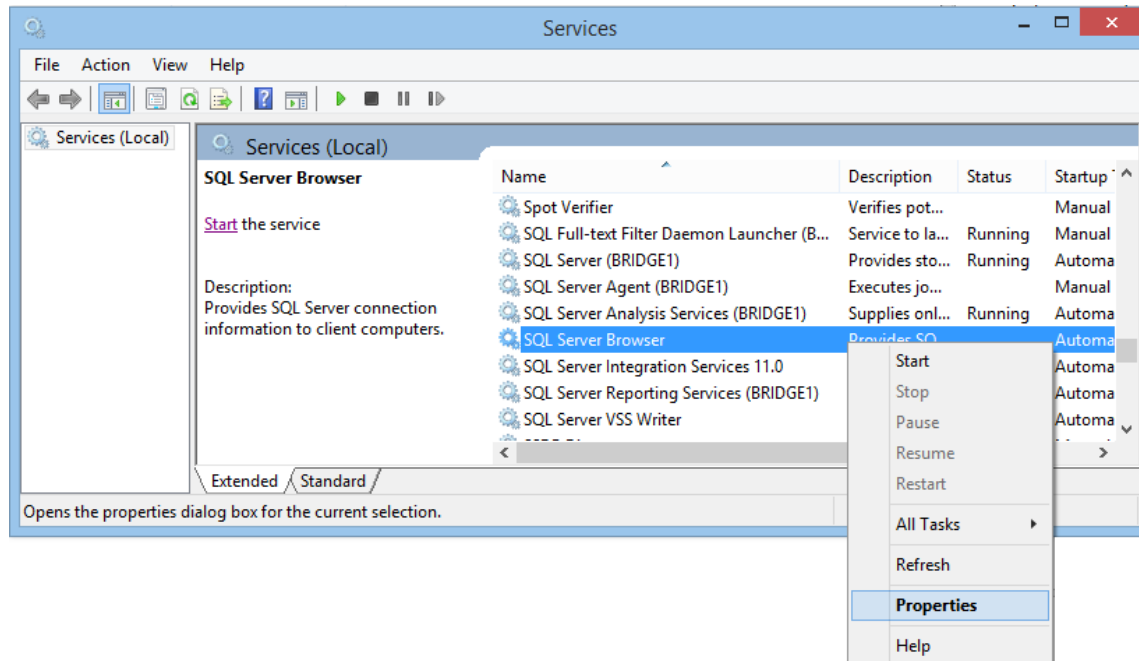 Services
File Action View Help
Services (Local)
Services (Local)
SQL Server Browser
Start the service
Description:
Provides SQL Server connection
information to client computers.
Name Description Status Startup
Spot Verifier Verifies pot... Manual
SQL Full-text Filter Daemon Launcher (B... Service to la... Running Manual
SQL Server (BRIDGE1) Provides sto... Running Automa
SQL Server Agent (BRIDGE1) Executes jo... Manual
SQL Server Analysis Services (BRIDGE1) Supplies onl... Running Automa
SQL Server Browser Provides SQ... Automa
SQL Server Integration Services 11.0 Automa
SQL Server Reporting Services (BRIDGE1) Automa
SQL Server VSS Writer Automa
Start
Stop
Pause
Resume
Restart
All Tasks
Refresh
Properties
Help
Extended Standard
Opens the properties dialog box for the current selection.